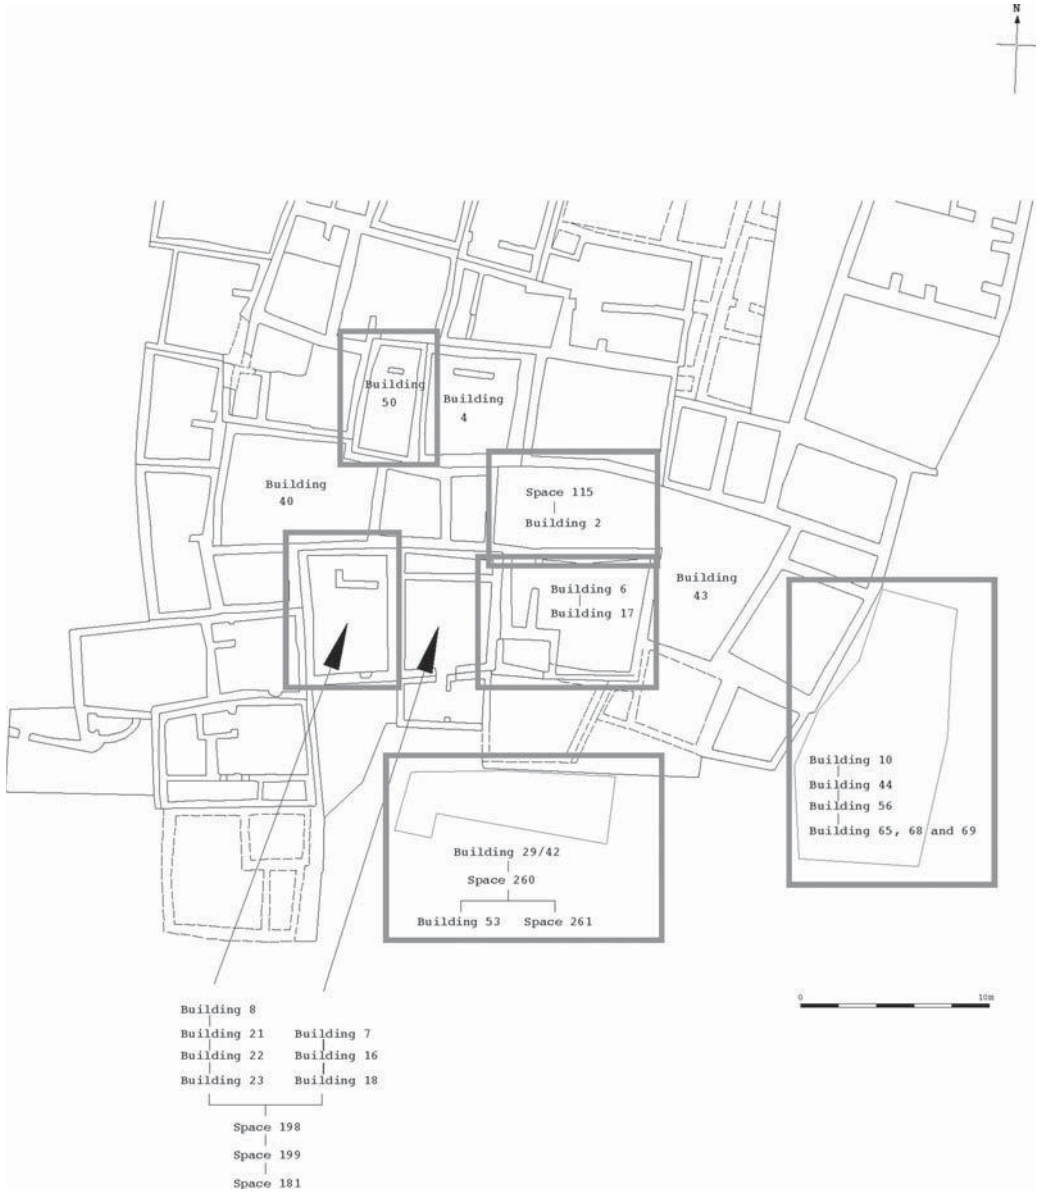 N
Building
50
Building
4
Building
40
Space 115
Building 2
Building 6
Building 17
Building
43
Building 10
Building 44
Building 56
Building 65, 68 and 69
Building 29/42
Space 260
Building 53 Space 261
0 10m
Building 8
Building 21 Building 7
Building 22 Building 16
Building 23 Building 18
Space 198
Space 199
Space 181